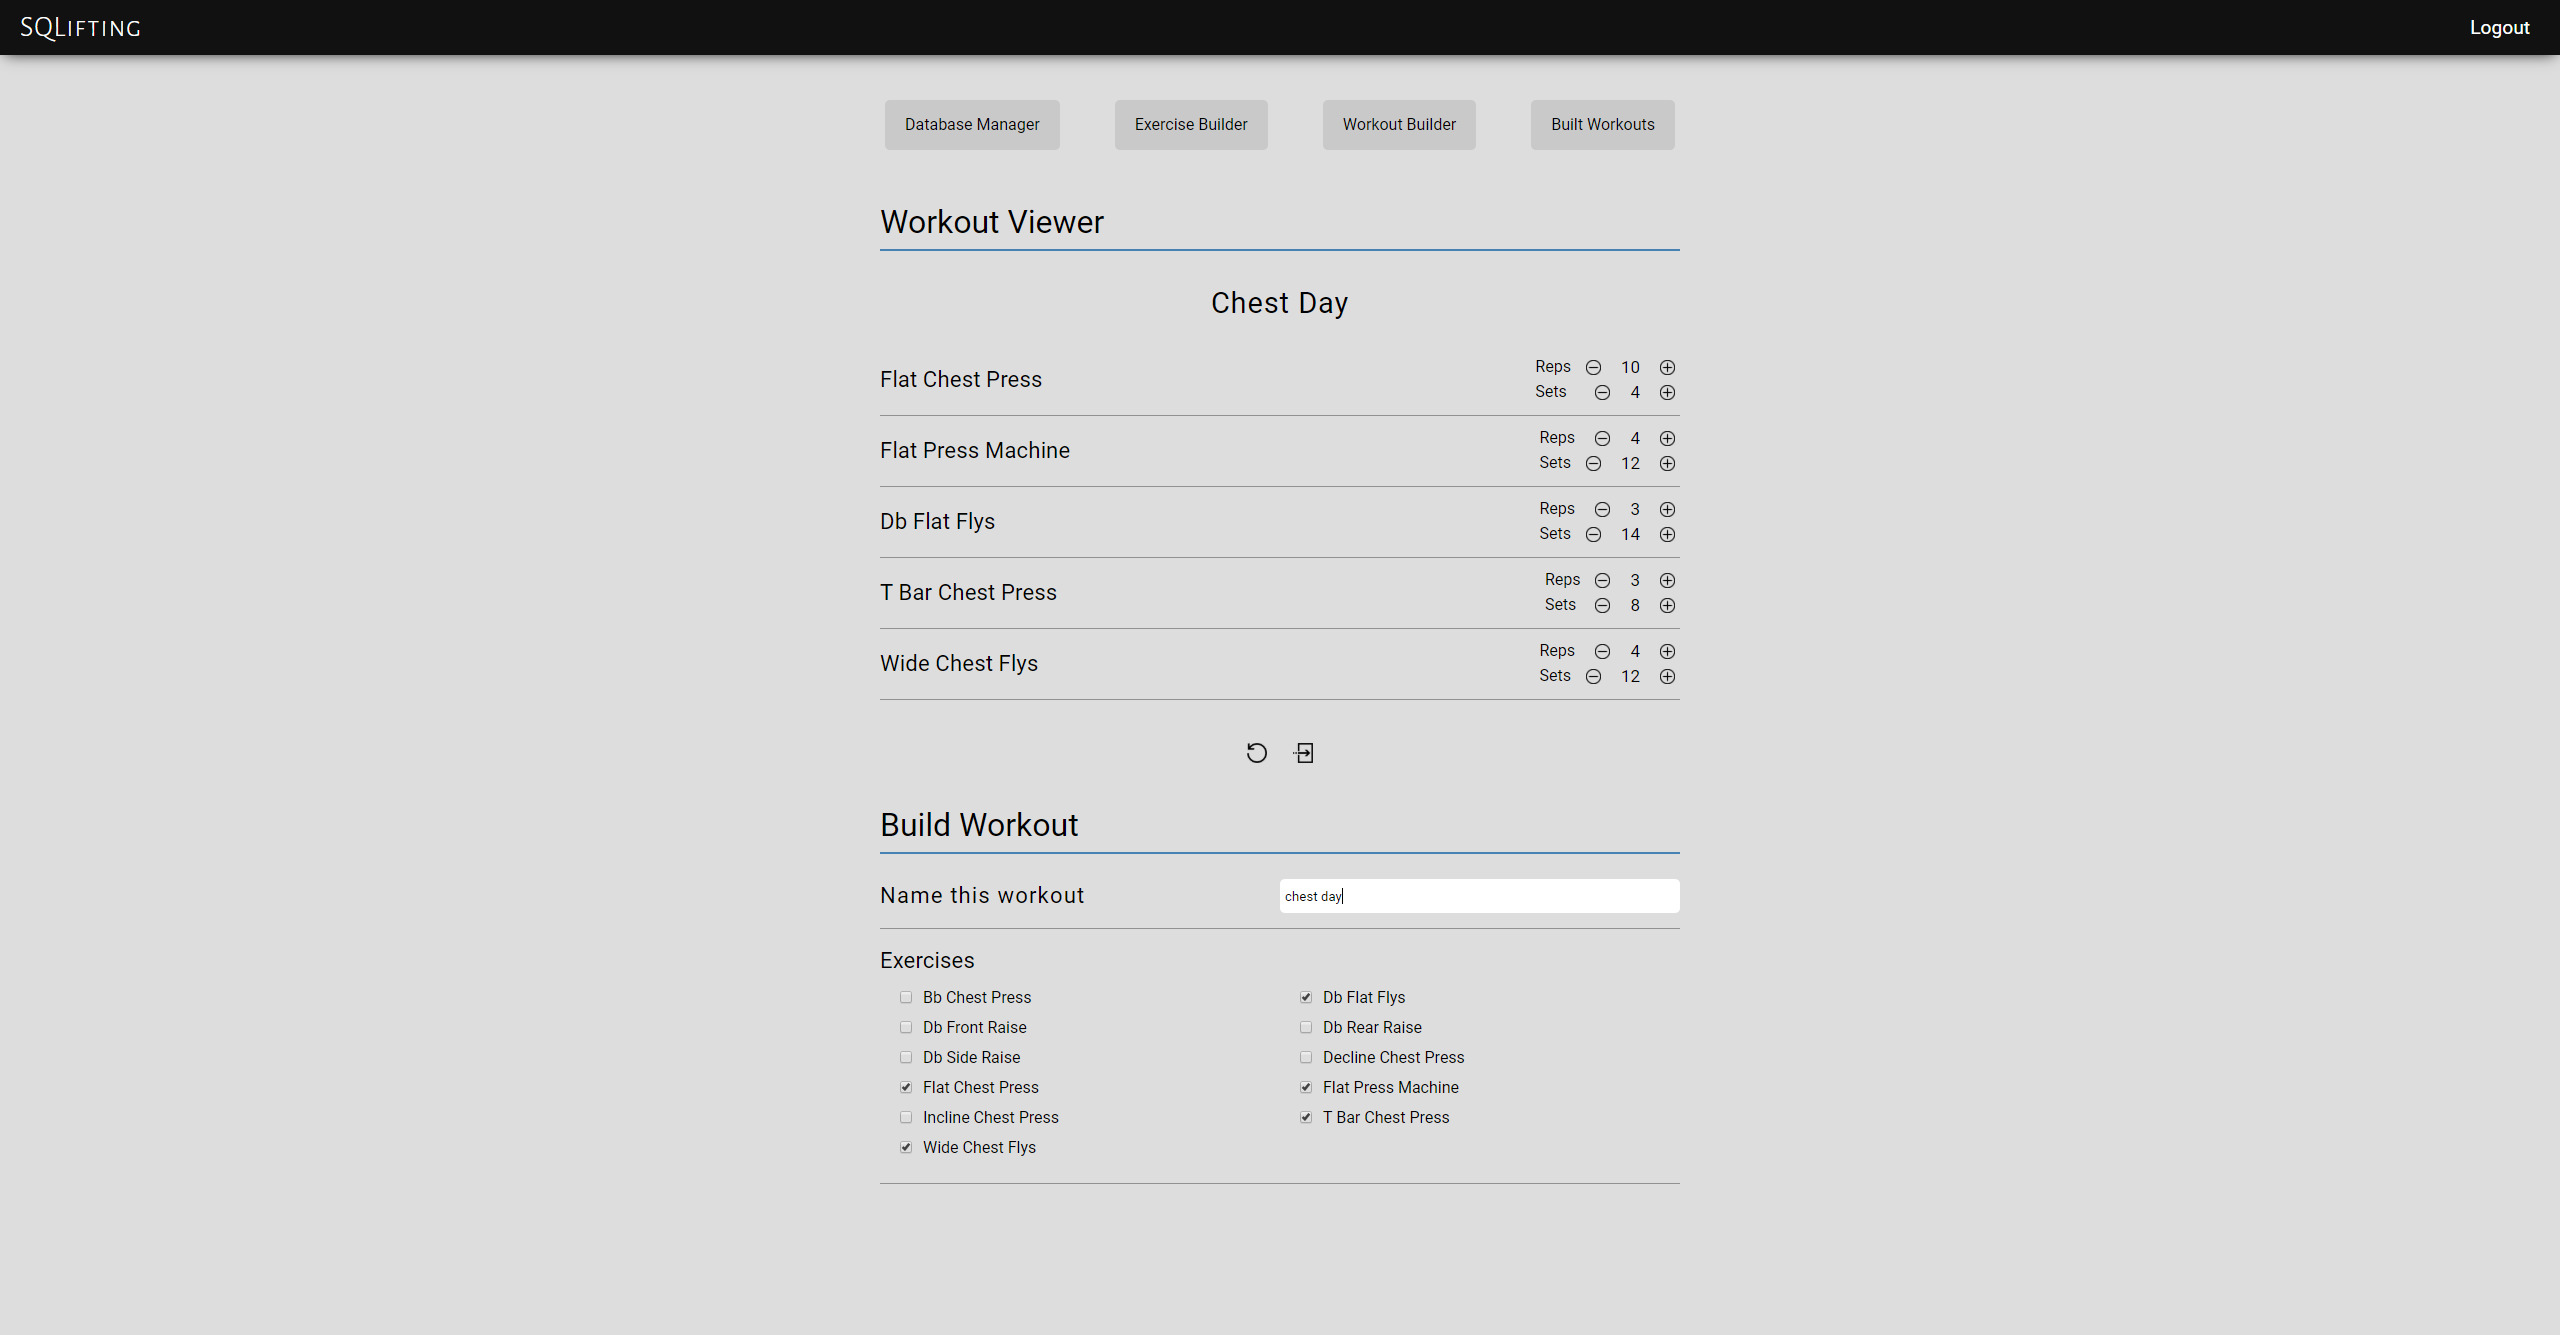 SQLIFTING Logout
Database Manager Exercise Builder Workout Builder Built Workouts
Workout Viewer
Chest Day
Flat Chest Press
Reps 10
Sets 4
Flat Press Machine
Reps 4
Sets 12
Db Flat Flys
Reps 3
Sets 14
T Bar Chest Press
Reps 3
Sets 8
Wide Chest Flys
Reps 4
Sets 12
Build Workout
Name this workout chest day
Exercises
Bb Chest Press Db Flat Flys
Db Front Raise Db Rear Raise
Db Side Raise Decline Chest Press
Flat Chest Press Flat Press Machine
Incline Chest Press T Bar Chest Press
Wide Chest Flys